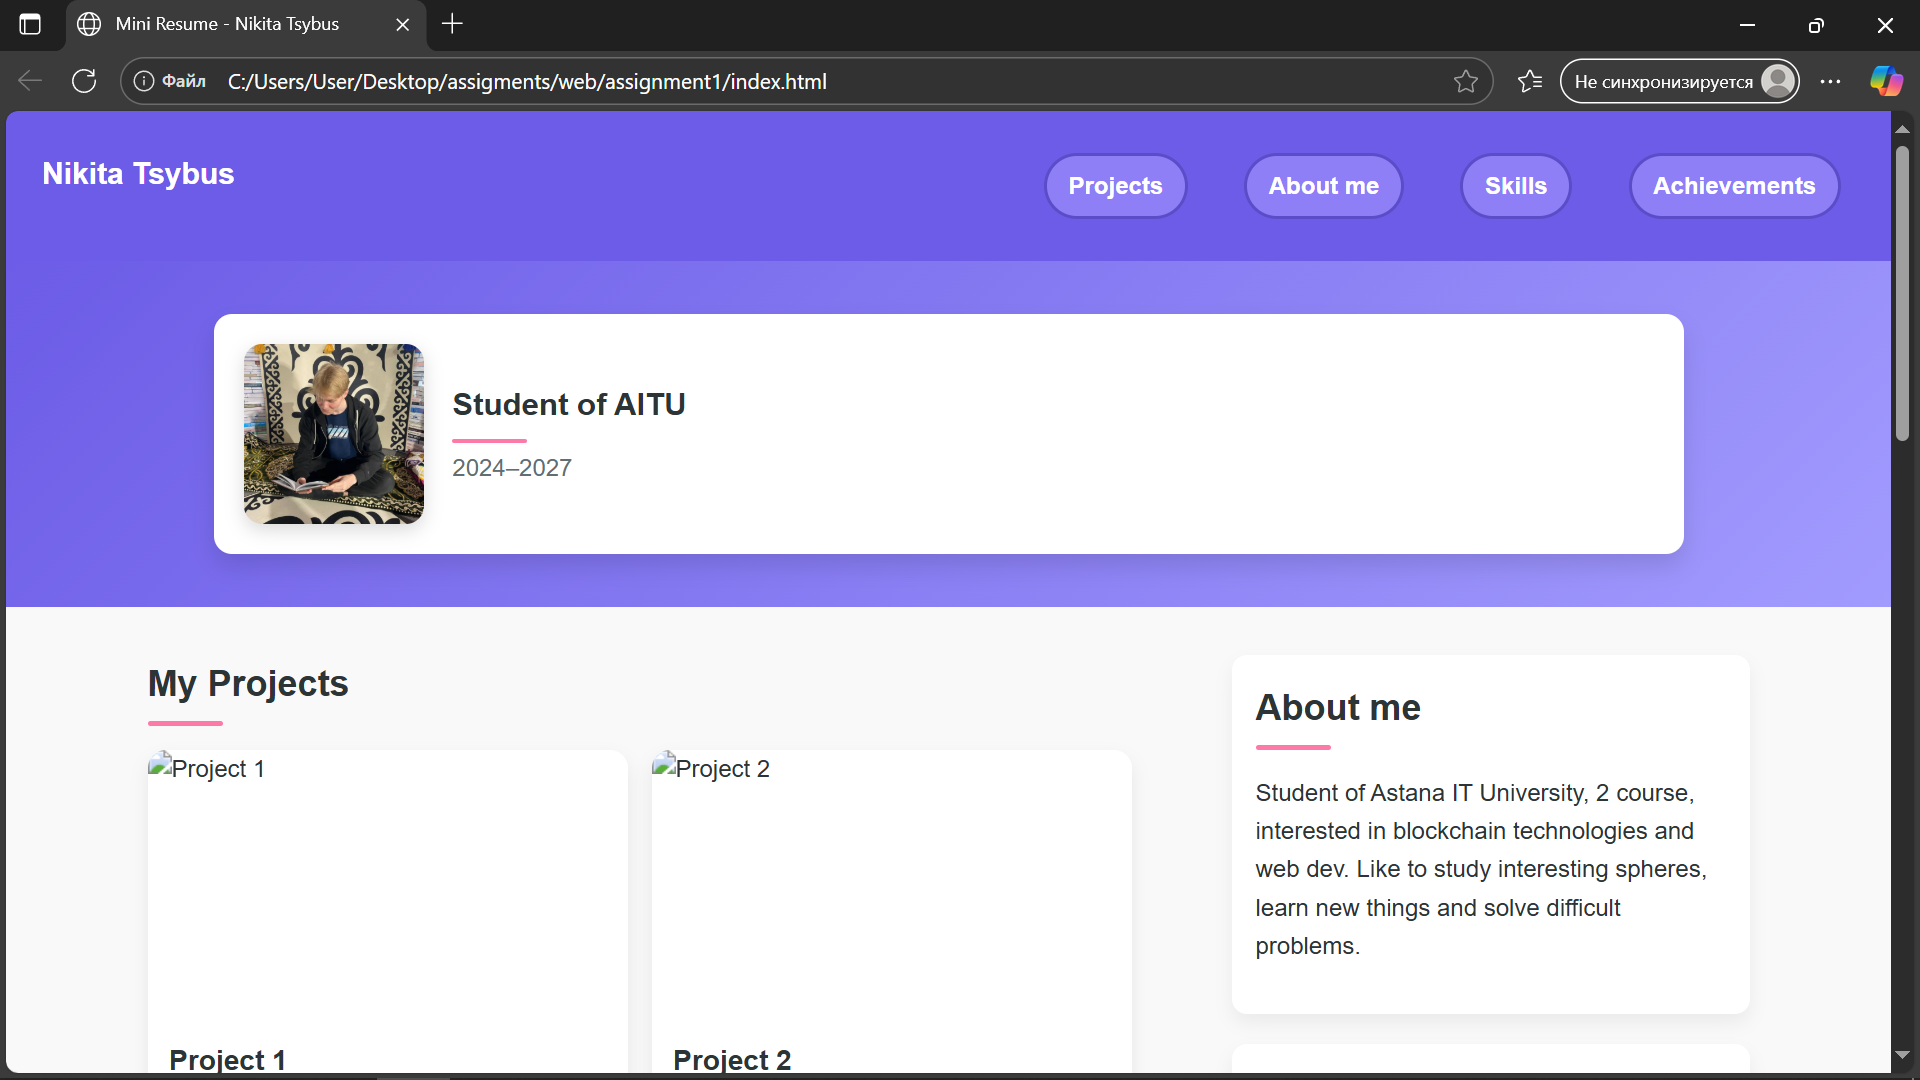 Mini Resume - Nikita Tsybus
Файл C:/Users/User/Desktop/assigments/web/assignment1/index.html
Не синхронизируется
Nikita Tsybus
Projects
About me
Skills
Achievements
Student of AITU
2024–2027
My Projects
Project 1
Project 2
Project 1
Project 2
About me
Student of Astana IT University, 2 course,
interested in blockchain technologies and
web dev. Like to study interesting spheres,
learn new things and solve difficult
problems.